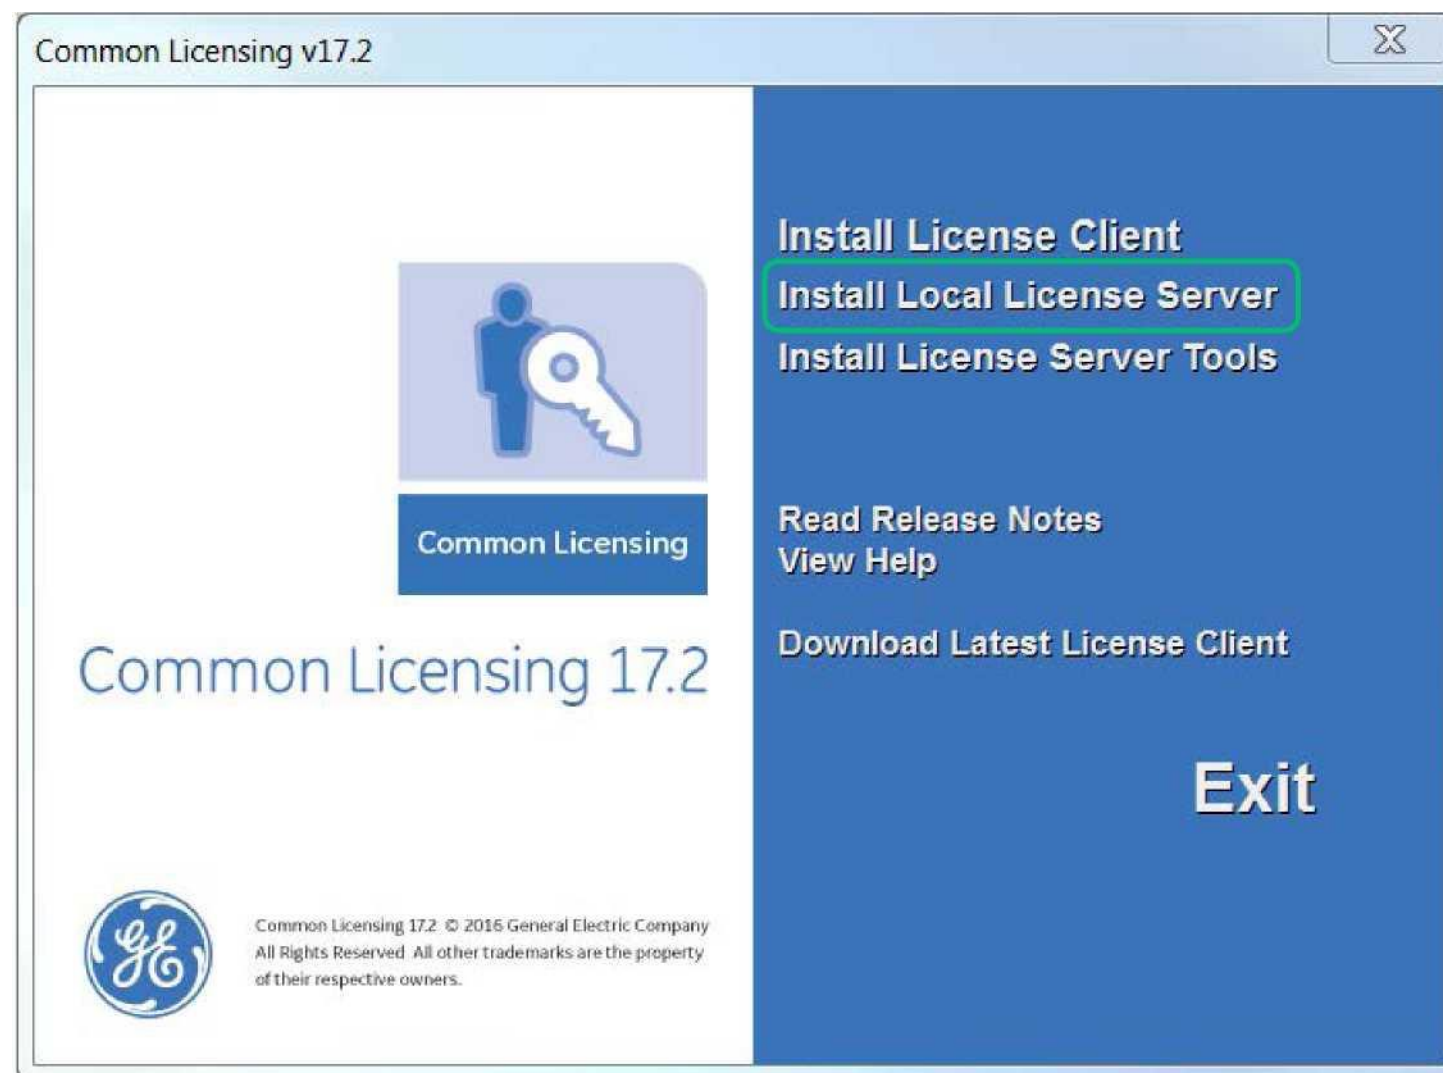 Common Licensing v17.2
Install License Client
Install Local License Server
Install License Server Tools
Read Release Notes
View Help
Download Latest License Client
Exit
Common Licensing
Common Licensing 17.2
GE
Common Licensing 17.2 © 2016 General Electric Company
All Rights Reserved All other trademarks are the property
of their respective owners.